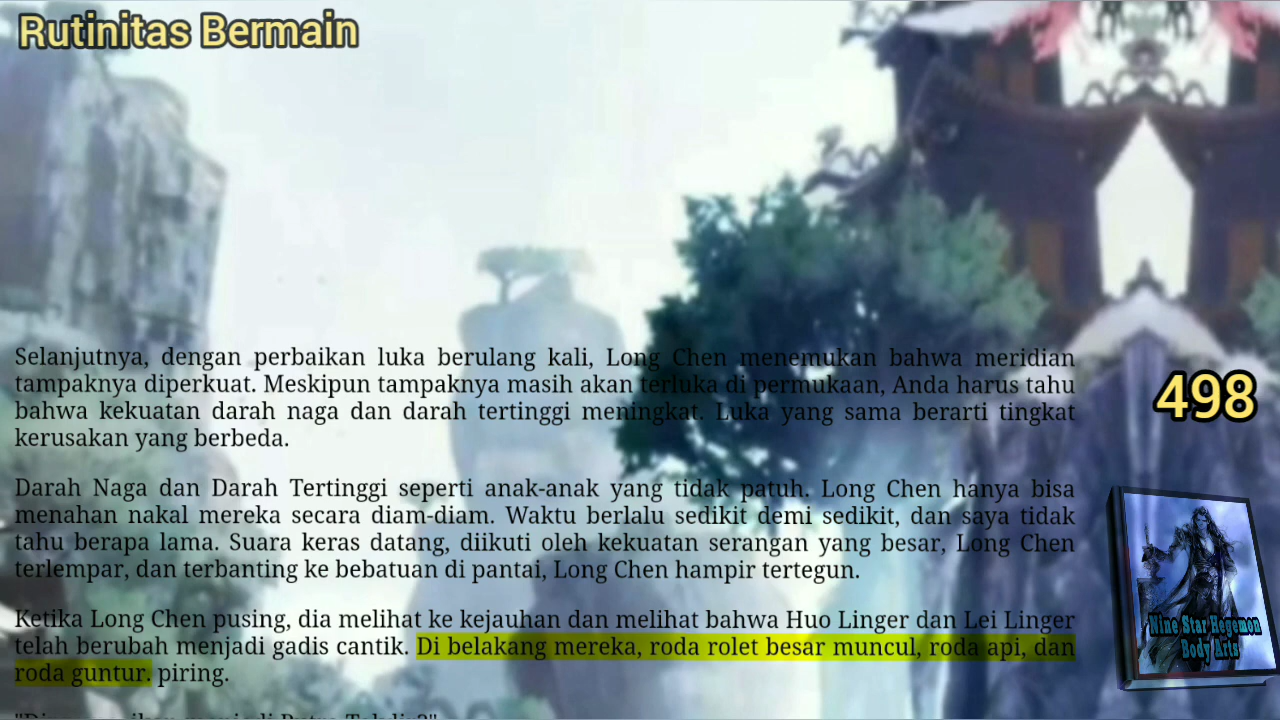 Rutinitas Bermain
Selanjutnya, dengan perbaikan luka berulang kali, Long Chen menemukan bahwa meridian
tampaknya diperkuat. Meskipun tampaknya masih akan terluka di permukaan, Anda harus tahu
bahwa kekuatan darah naga dan darah tertinggi meningkat. Luka yang sama berarti tingkat
kerusakan yang berbeda.
498
Darah Naga dan Darah Tertinggi seperti anak-anak yang tidak patuh. Long Chen hanya bisa
menahan nakal mereka secara diam-diam. Waktu berlalu sedikit demi sedikit, dan saya tidak
tahu berapa lama. Suara keras datang, diikuti oleh kekuatan serangan yang besar, Long Chen
terlempar, dan terbanting ke bebatuan di pantai, Long Chen hampir tertegun.
Ketika Long Chen pusing, dia melihat ke kejauhan dan melihat bahwa Huo Linger dan Lei Linger
telah berubah menjadi gadis cantik. Di belakang mereka, roda rolet besar muncul, roda api, dan
roda guntur. piring.
Nine Star Hegemon
Body Arts